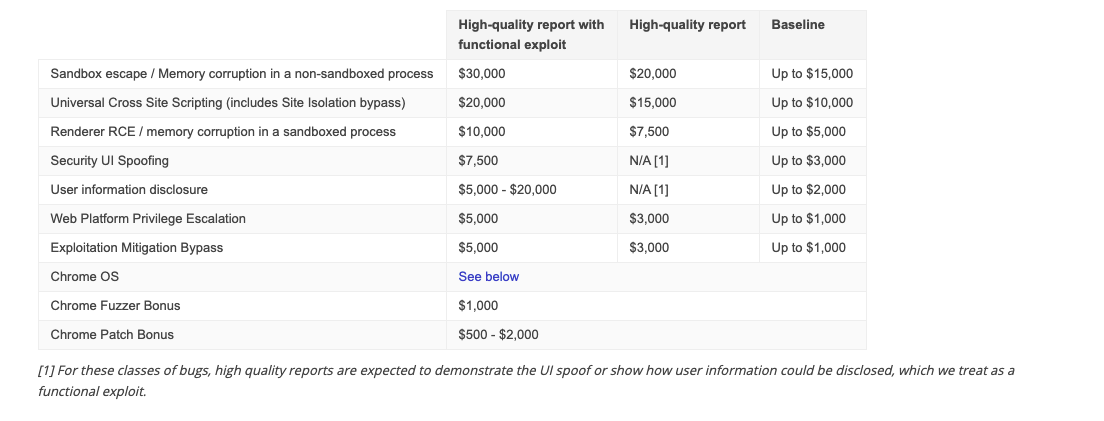 High-quality report with High-quality report Baseline
functional exploit
Sandbox escape / Memory corruption in a non-sandboxed process $30,000 $20,000 Up to $15,000
Universal Cross Site Scripting (includes Site Isolation bypass) $20,000 $15,000 Up to $10,000
Renderer RCE / memory corruption in a sandboxed process $10,000 $7,500 Up to $5,000
Security UI Spoofing $7,500 N/A [1] Up to $3,000
User information disclosure $5,000 - $20,000 N/A [1] Up to $2,000
Web Platform Privilege Escalation $5,000 $3,000 Up to $1,000
Exploitation Mitigation Bypass $5,000 $3,000 Up to $1,000
Chrome OS See below
Chrome Fuzzer Bonus $1,000
Chrome Patch Bonus $500 - $2,000
[1] For these classes of bugs, high quality reports are expected to demonstrate the UI spoof or show how user information could be disclosed, which we treat as a
functional exploit.